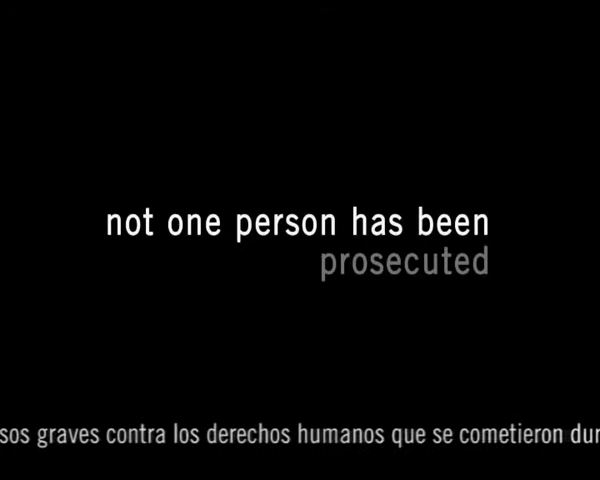 not one person has been
prosecuted
sos graves contra los derechos humanos que se cometieron dur